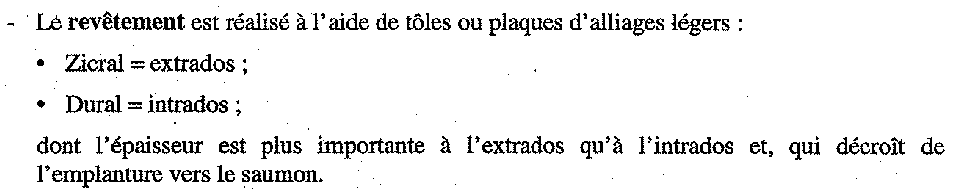 - Le revêtement est réalisé à l'aide de tôles ou plaques d'alliages légers :
• Zicral = extrados ;
• Dural = intrados ;
dont l'épaisseur est plus importante à l'extrados qu'à l'intrados et, qui décroît de
l'emplanture vers le saumon.